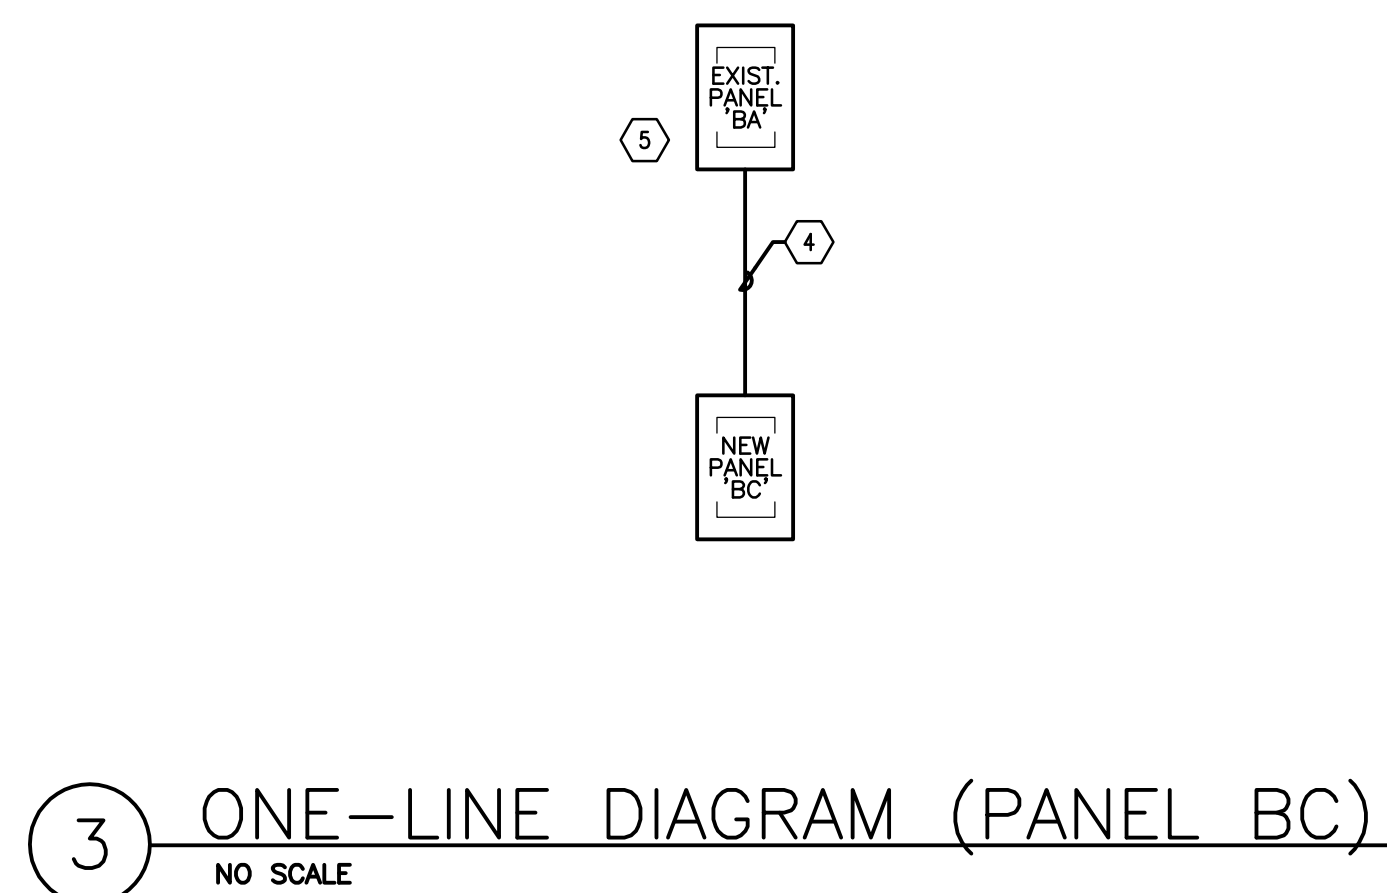 EXIST.
PANEL
'BA'
5
4
NEW
PANEL
'BC'
3
ONE-LINE DIAGRAM (PANEL BC)
NO SCALE